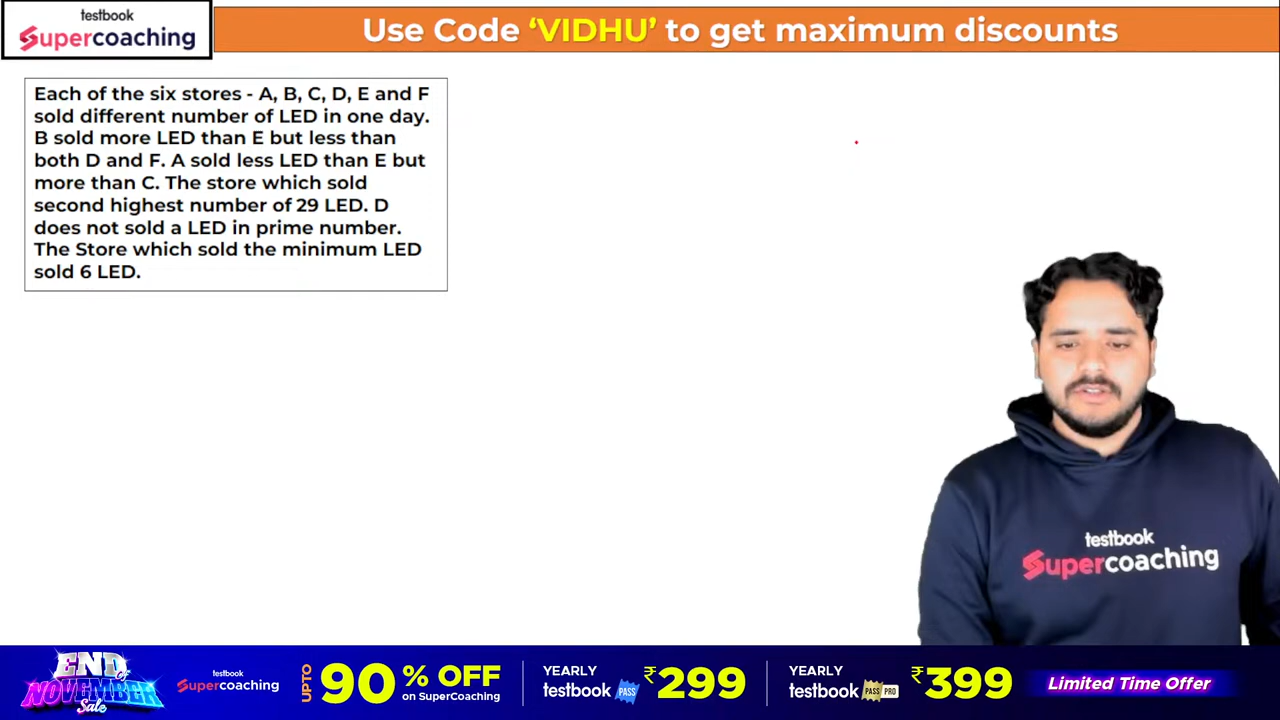 testbook
Supercoaching
Use Code ‘VIDHU’ to get maximum discounts
Each of the six stores - A, B, C, D, E and F
sold different number of LED in one day.
B sold more LED than E but less than
both D and F. A sold less LED than E but
more than C. The store which sold
second highest number of 29 LED. D
does not sold a LED in prime number.
The Store which sold the minimum LED
sold 6 LED.
testbook
Supercoaching
END of
NOVEMBER
Sale
testbook
Supercoaching
UPTO 90 % OFF
on SuperCoaching
YEARLY
testbook PASS
₹299
YEARLY
testbook PASS PRO
₹399
Limited Time Offer